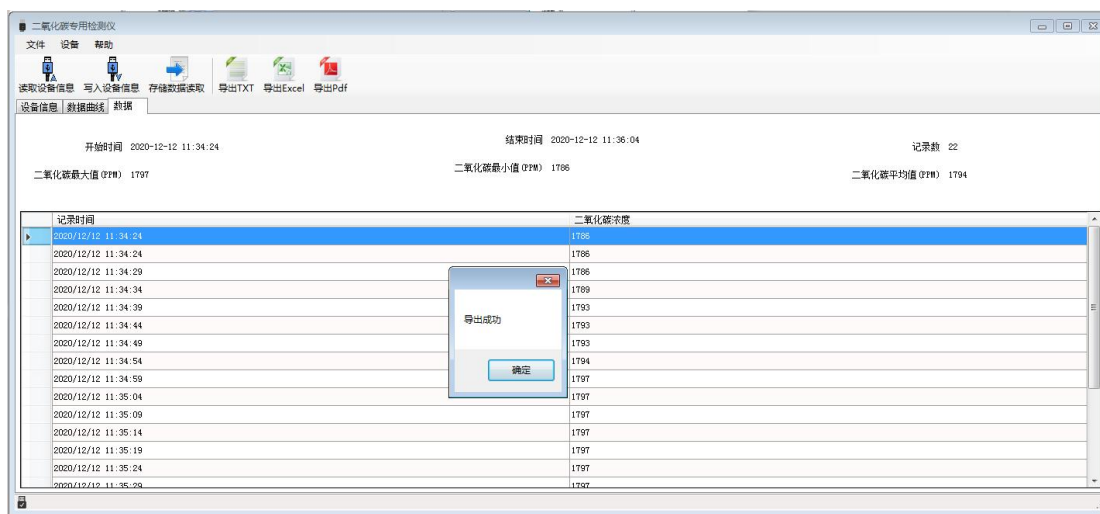 二氧化碳专用检测仪
文件 设备 帮助
读取设备信息 写入设备信息 存储数据读取 导出TXT 导出Excel 导出Pdf
设备信息 数据曲线 数据
开始时间 2020-12-12 11:34:24 结束时间 2020-12-12 11:36:04 记录数 22
二氧化碳最大值(PPM) 1797 二氧化碳最小值(PPM) 1786 二氧化碳平均值(PPM) 1794
记录时间 二氧化碳浓度
2020/12/12 11:34:24 1786
2020/12/12 11:34:24 1786
2020/12/12 11:34:29 1786
2020/12/12 11:34:34 1789
2020/12/12 11:34:39 1793
2020/12/12 11:34:44 1793
2020/12/12 11:34:49 1793
2020/12/12 11:34:54 1794
2020/12/12 11:34:59 1797
2020/12/12 11:35:04 1797
2020/12/12 11:35:09 1797
2020/12/12 11:35:14 1797
2020/12/12 11:35:19 1797
2020/12/12 11:35:24 1797
2020/12/12 11:35:29 1797
导出成功
确定